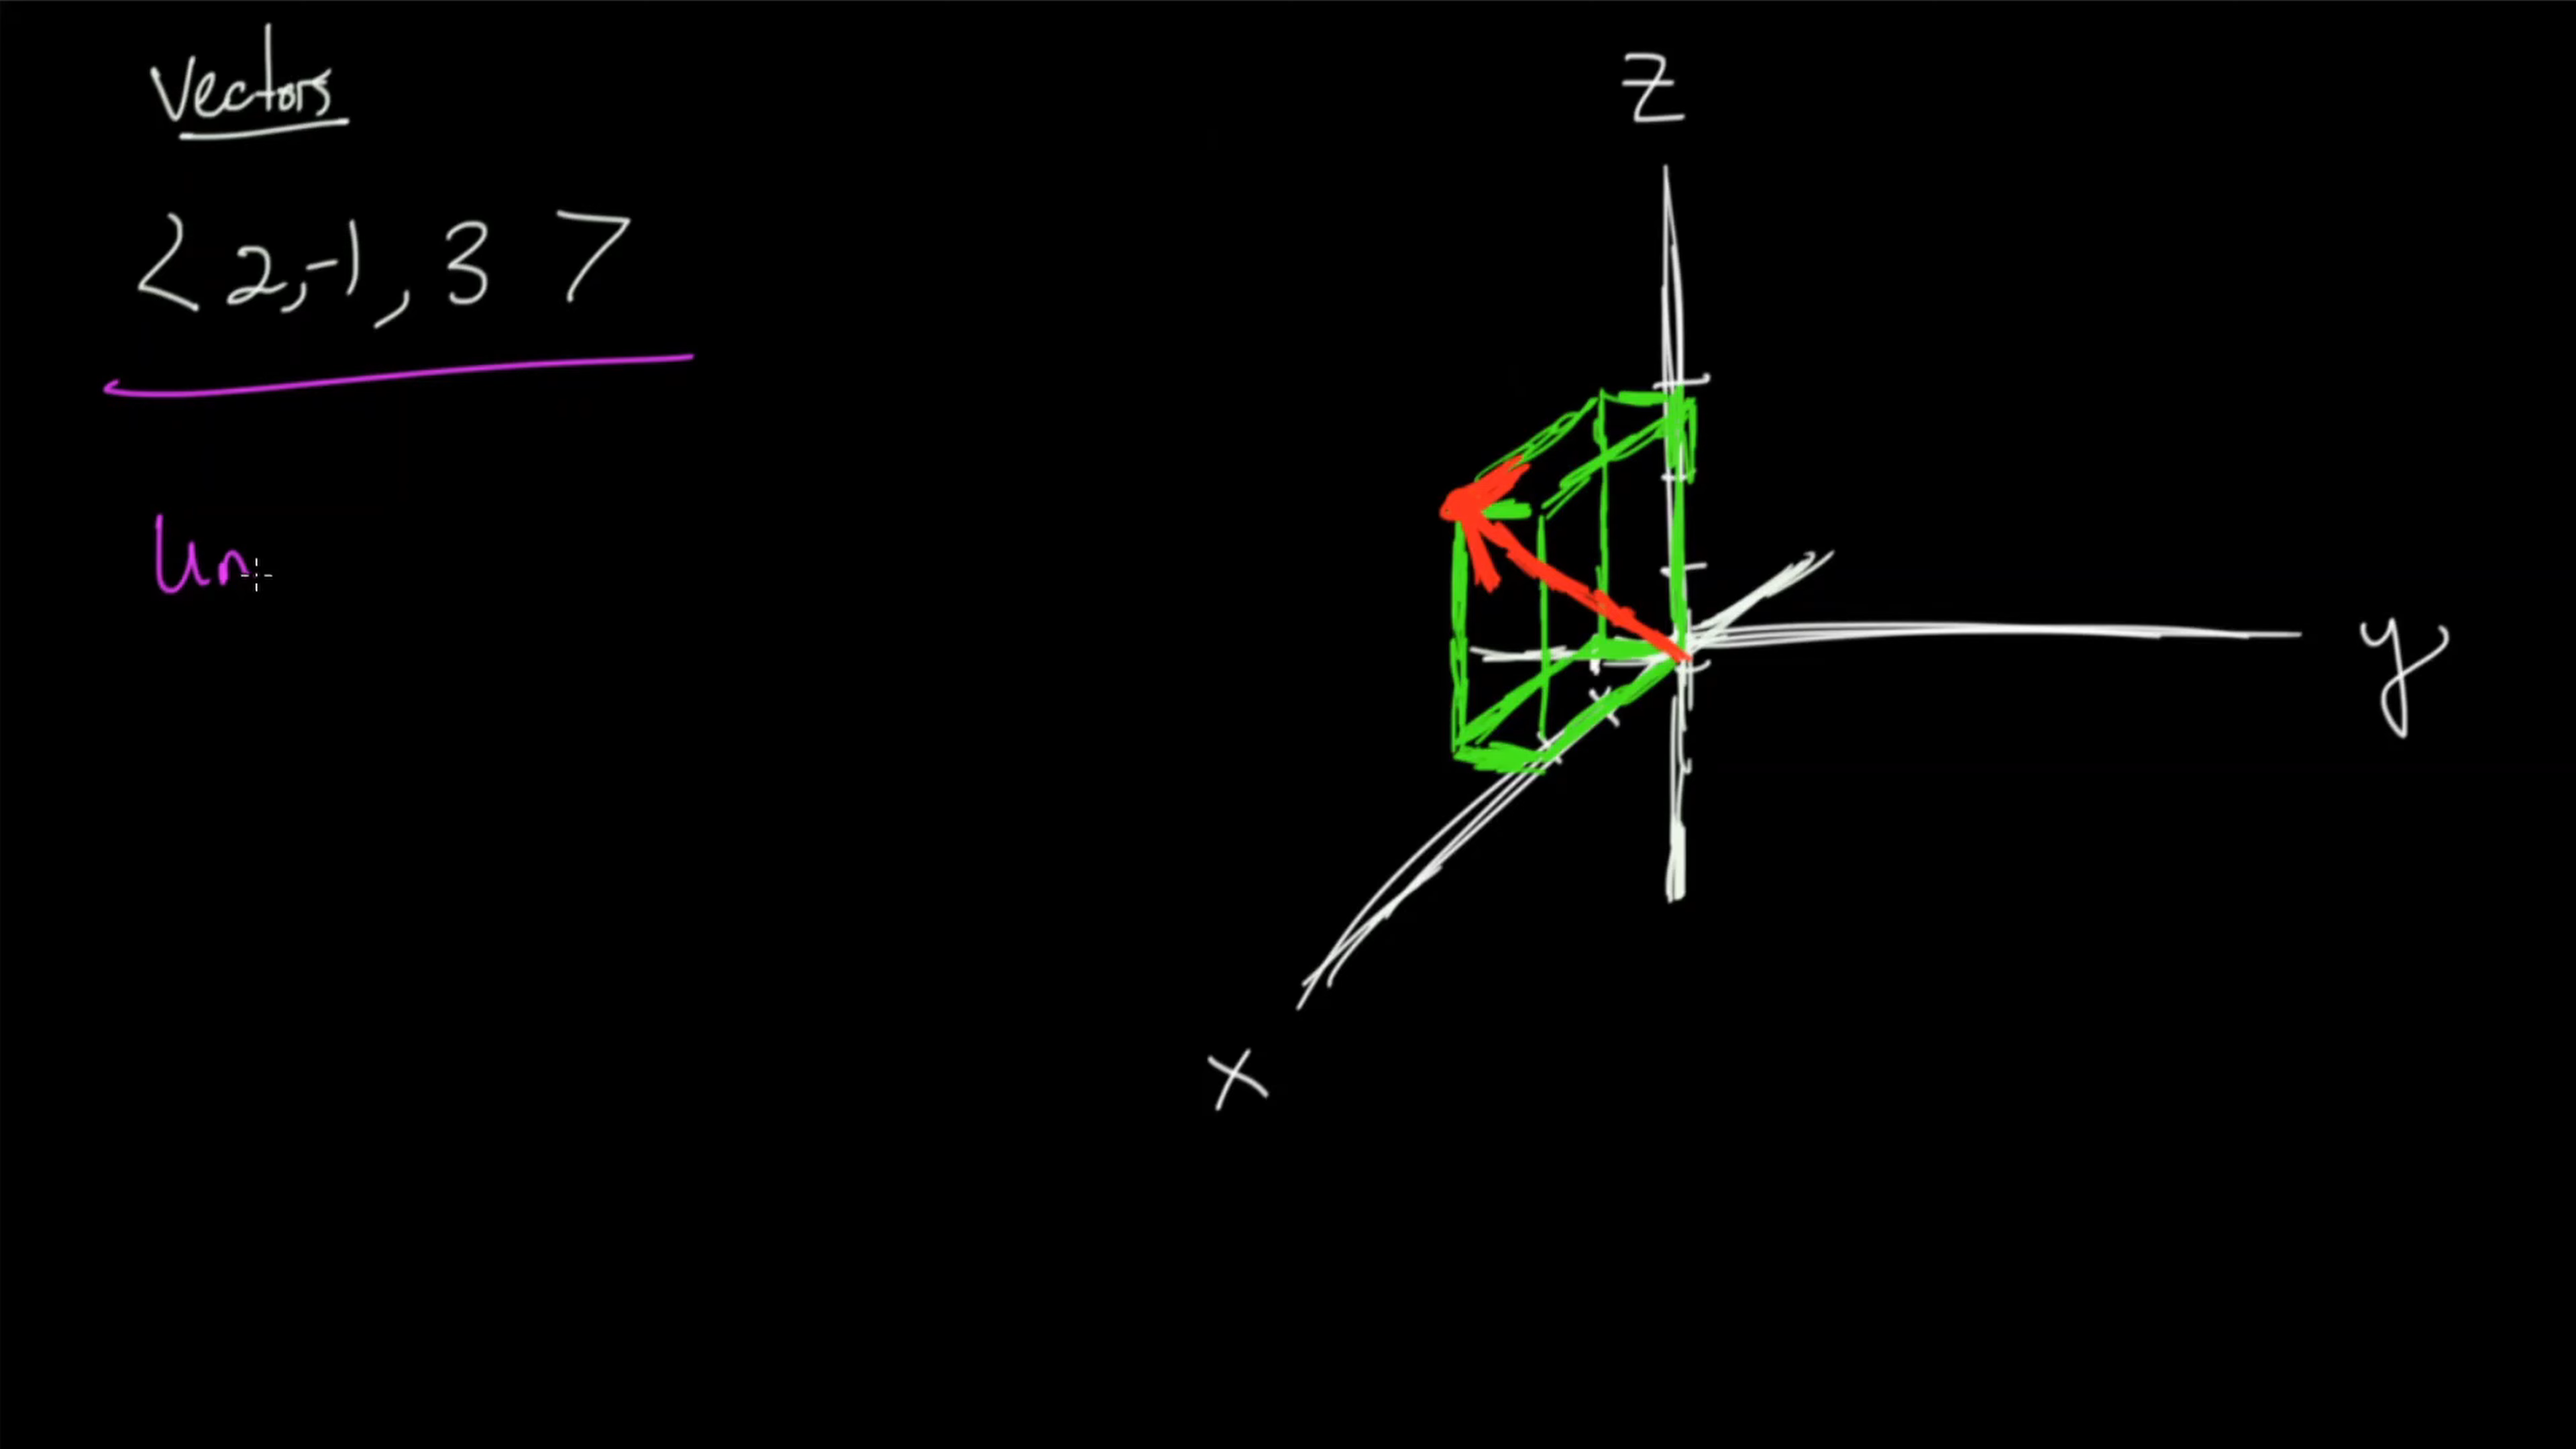 Vectors
z
< 2, -1, 3 >
Un
y
x